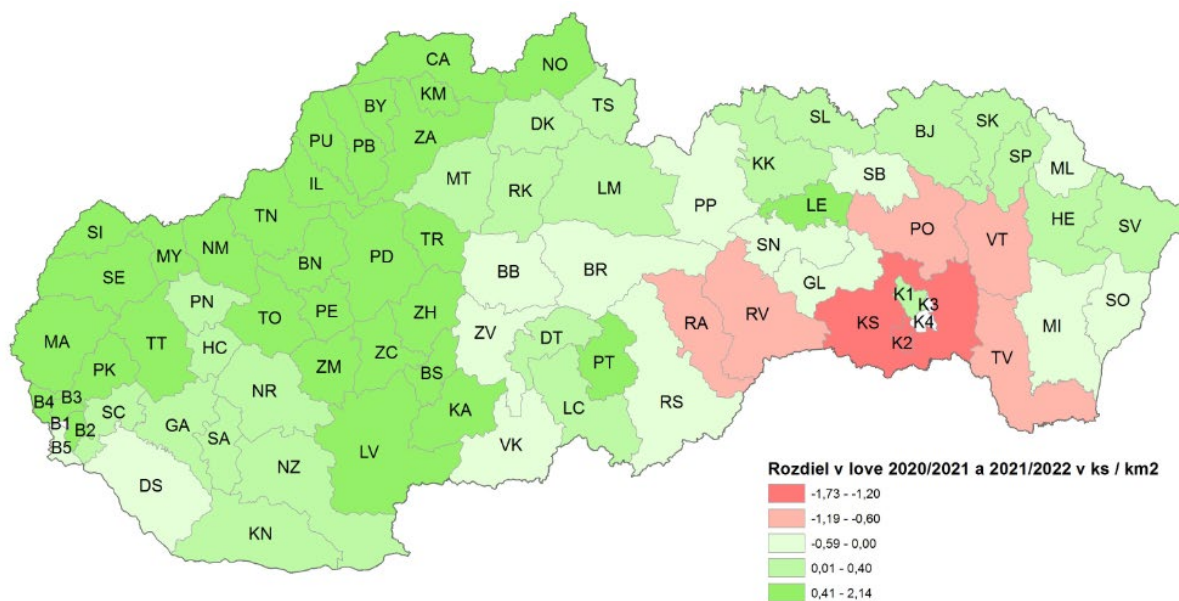 CA
NO
BY
KM
TS
PU
PB
ZA
DK
SL
BJ
SK
SP
ML
IL
MT
RK
LM
KK
SB
PP
LE
HE
SV
TN
SI
MY
NM
TR
PO
VT
SE
BN
PD
BB
BR
SN
PN
GL
SO
TO
PE
ZH
K1
K3
K4
KS
K2
MA
TT
HC
ZV
DT
RA
RV
MI
PK
ZM
ZC
BS
PT
TV
B4
B3
SC
NR
KA
LC
RS
B1
B2
GA
SA
B5
LV
VK
DS
NZ
KN
Rozdiel v love 2020/2021 a 2021/2022 v ks / km2
-1,73 - -1,20
-1,19 - -0,60
-0,59 - 0,00
0,01 - 0,40
0,41 - 2,14